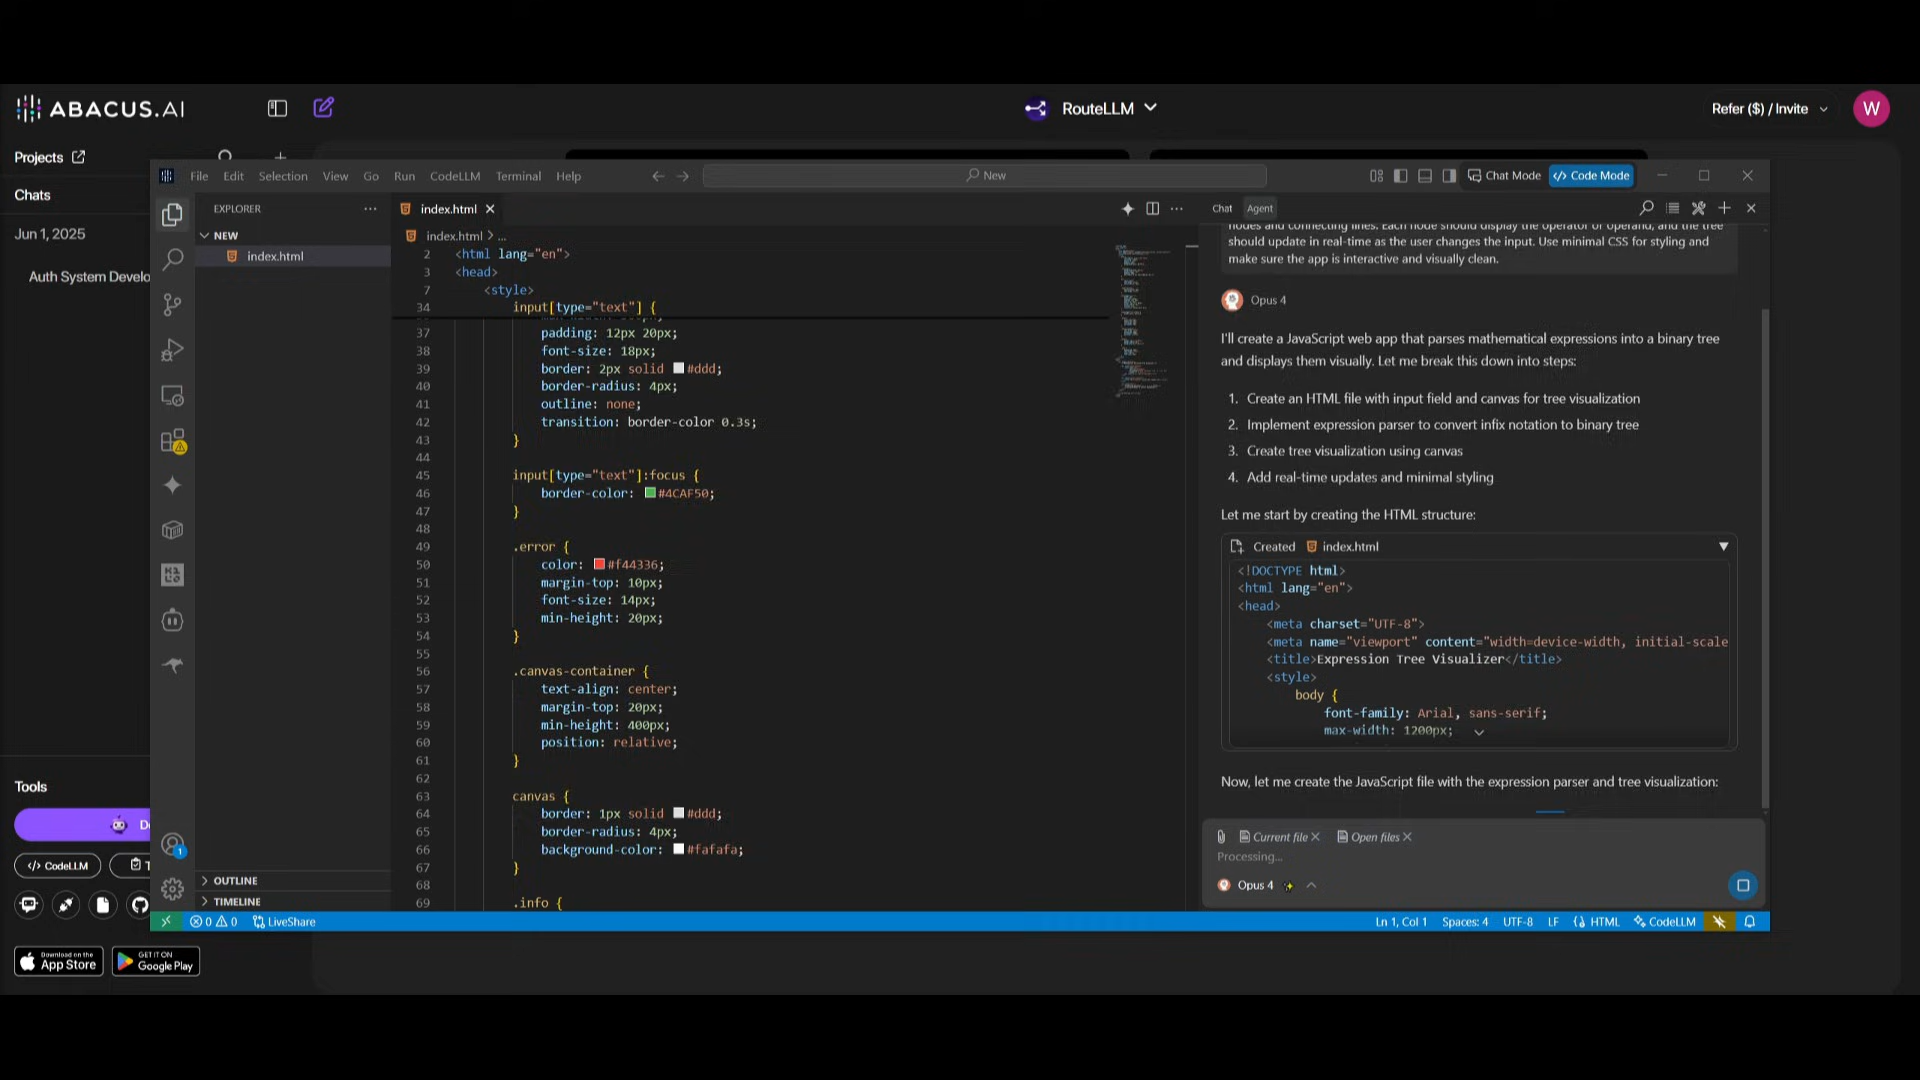 ABACUS.AI
RouteLLM
Refer ($) / Invite
W
Projects
Chats
Jun 1, 2025
Auth System Develo
Tools
</> CodeLLM
Download on the
App Store
GET IT ON
Google Play
File Edit Selection View Go Run CodeLLM Terminal Help
New
Chat Mode
Code Mode
EXPLORER
NEW
index.html
OUTLINE
TIMELINE
1
index.html
index.html > ...
2 <html lang="en">
3 <head>
7 <style>
34 input[type="text"] {
37 padding: 12px 20px;
38 font-size: 18px;
39 border: 2px solid #ddd;
40 border-radius: 4px;
41 outline: none;
42 transition: border-color 0.3s;
43 }
44
45 input[type="text"]:focus {
46 border-color: #4CAF50;
47 }
48
49 .error {
50 color: #f44336;
51 margin-top: 10px;
52 font-size: 14px;
53 min-height: 20px;
54 }
55
56 .canvas-container {
57 text-align: center;
58 margin-top: 20px;
59 min-height: 400px;
60 position: relative;
61 }
62
63 canvas {
64 border: 1px solid #ddd;
65 border-radius: 4px;
66 background-color: #fafafa;
67 }
68
69 .info {
Chat Agent
nodes and connecting lines. Each node should display the operator or operand, and the tree
should update in real-time as the user changes the input. Use minimal CSS for styling and
make sure the app is interactive and visually clean.
Opus 4
I'll create a JavaScript web app that parses mathematical expressions into a binary tree
and displays them visually. Let me break this down into steps:
1. Create an HTML file with input field and canvas for tree visualization
2. Implement expression parser to convert infix notation to binary tree
3. Create tree visualization using canvas
4. Add real-time updates and minimal styling
Let me start by creating the HTML structure:
Created index.html
<!DOCTYPE html>
<html lang="en">
<head>
<meta charset="UTF-8">
<meta name="viewport" content="width=device-width, initial-scale
<title>Expression Tree Visualizer</title>
<style>
body {
font-family: Arial, sans-serif;
max-width: 1200px;
Now, let me create the JavaScript file with the expression parser and tree visualization:
Current file Open files
Processing...
Opus 4
0 0 LiveShare
Ln 1, Col 1 Spaces: 4 UTF-8 LF HTML CodeLLM